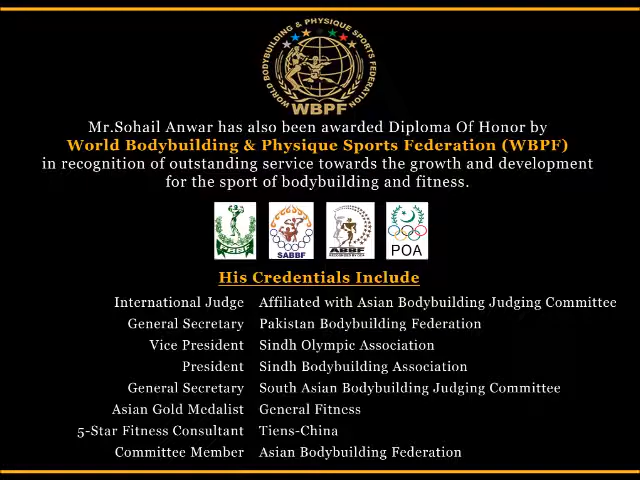 WORLD BODYBUILDING & PHYSIQUE SPORTS FEDERATION
WBPF
Mr.Sohail Anwar has also been awarded Diploma Of Honor by
World Bodybuilding & Physique Sports Federation (WBPF)
in recognition of outstanding service towards the growth and development
for the sport of bodybuilding and fitness.
PBBF SABBF ABBF POA
His Credentials Include
International Judge Affiliated with Asian Bodybuilding Judging Committee
General Secretary Pakistan Bodybuilding Federation
Vice President Sindh Olympic Association
President Sindh Bodybuilding Association
General Secretary South Asian Bodybuilding Judging Committee
Asian Gold Medalist General Fitness
5-Star Fitness Consultant Tiens-China
Committee Member Asian Bodybuilding Federation